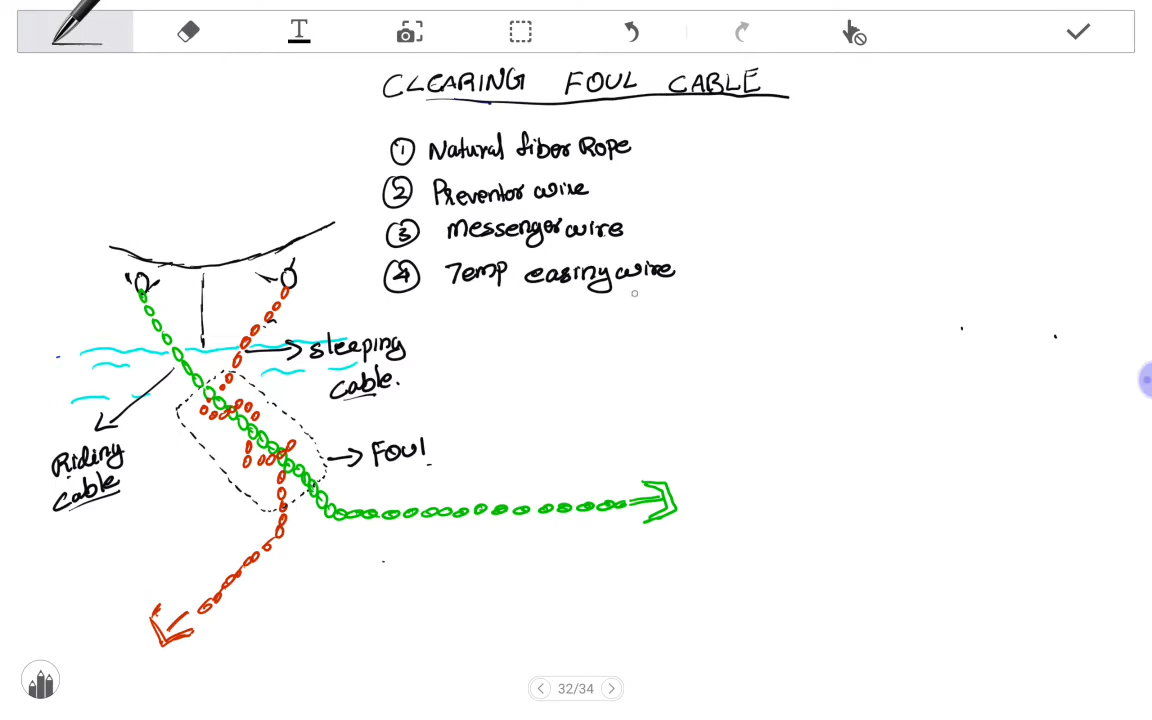 T
CLEARING FOUL CABLE
① Natural fiber Rope
② Preventor wire
③ messenger wire
④ Temp easing wire
sleeping
cable.
Riding
cable
Foul
32/34